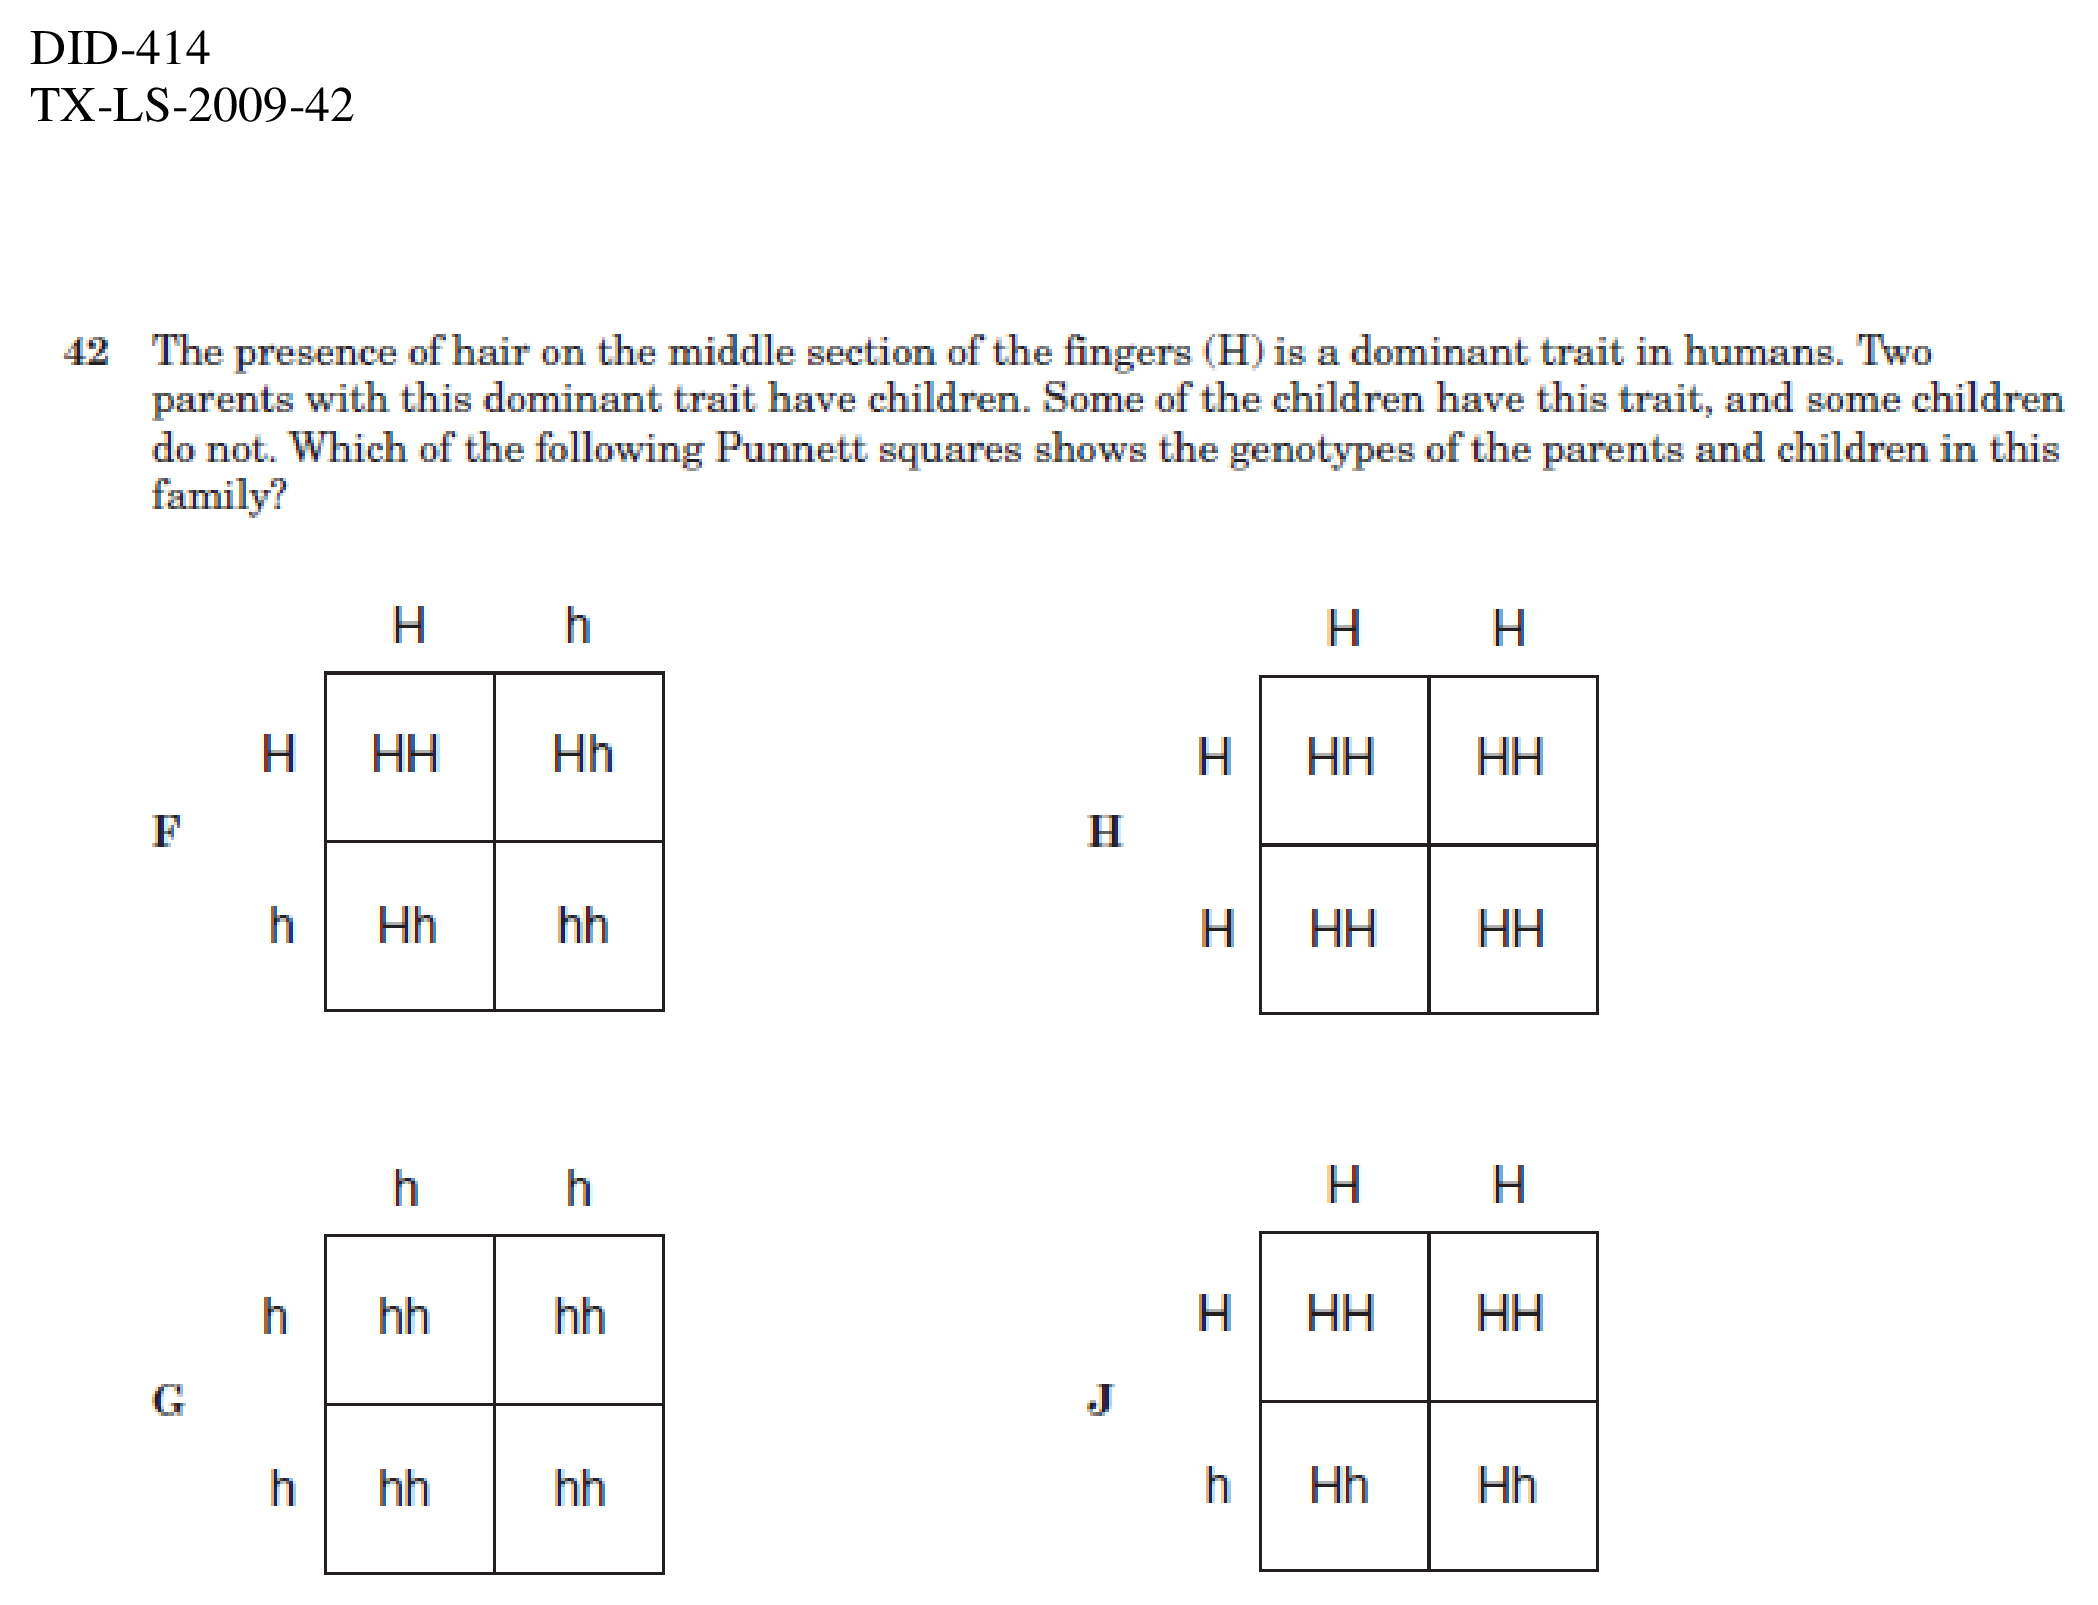 DID-414
TX-LS-2009-42
42 The presence of hair on the middle section of the fingers (H) is a dominant trait in humans. Two
parents with this dominant trait have children. Some of the children have this trait, and some children
do not. Which of the following Punnett squares shows the genotypes of the parents and children in this
family?
H h
H HH Hh
F
h Hh hh
H H
H HH HH
H
H HH HH
h h
h hh hh
G
h hh hh
H H
H HH HH
J
h Hh Hh